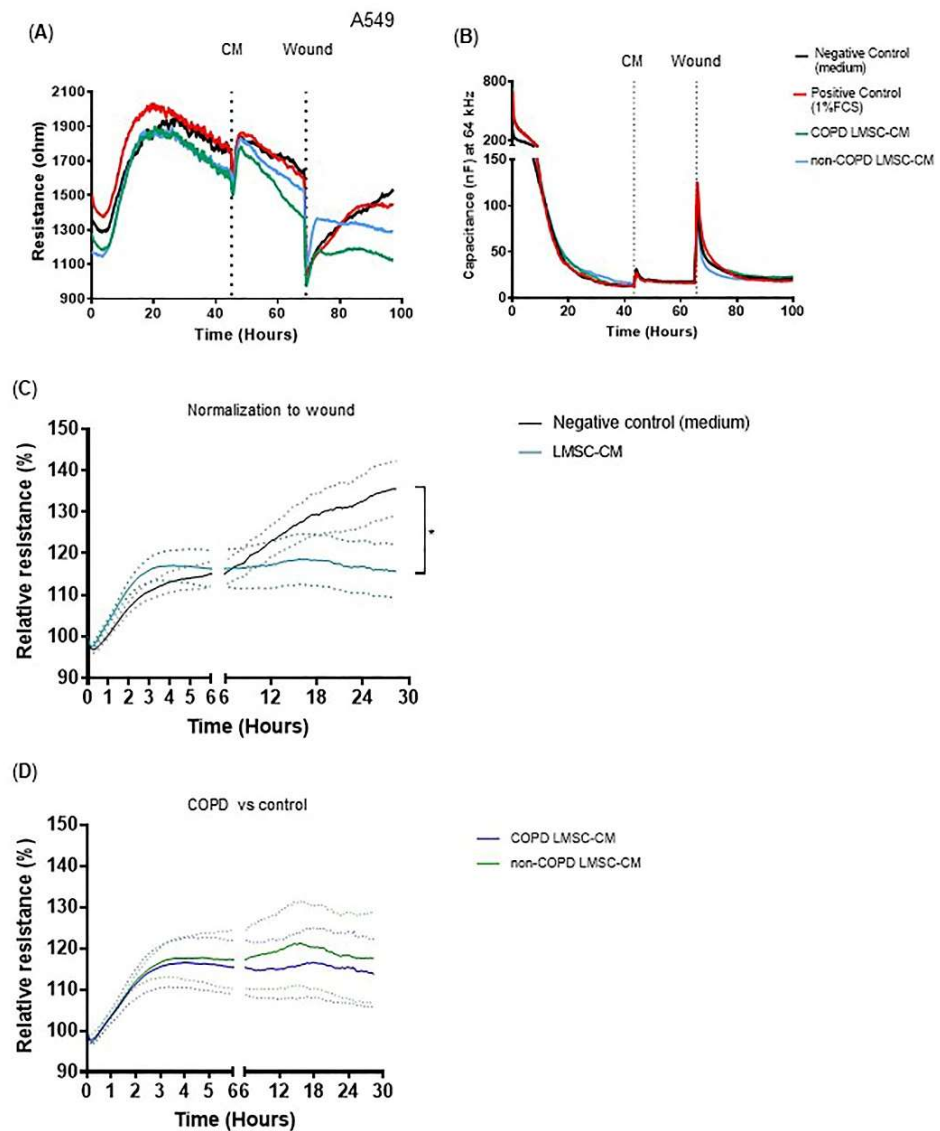 A549
(A)
CM
Wound
2100
1900
1700
1500
1300
1100
900
Resistance (ohm)
0 20 40 60 80 100
Time (Hours)
(B)
CM
Wound
800
200
150
100
50
0
Capacitance (nF) at 64 kHz
0 20 40 60 80 100
Time (Hours)
Negative Control
(medium)
Positive Control
(1%FCS)
COPD LMSC-CM
non-COPD LMSC-CM
(C)
Normalization to wound
150
140
130
120
110
100
90
Relative resistance (%)
0 1 2 3 4 5 6 6 12 18 24 30
Time (Hours)
*
Negative control (medium)
LMSC-CM
(D)
COPD vs control
150
140
130
120
110
100
90
Relative resistance (%)
0 1 2 3 4 5 6 6 12 18 24 30
Time (Hours)
COPD LMSC-CM
non-COPD LMSC-CM